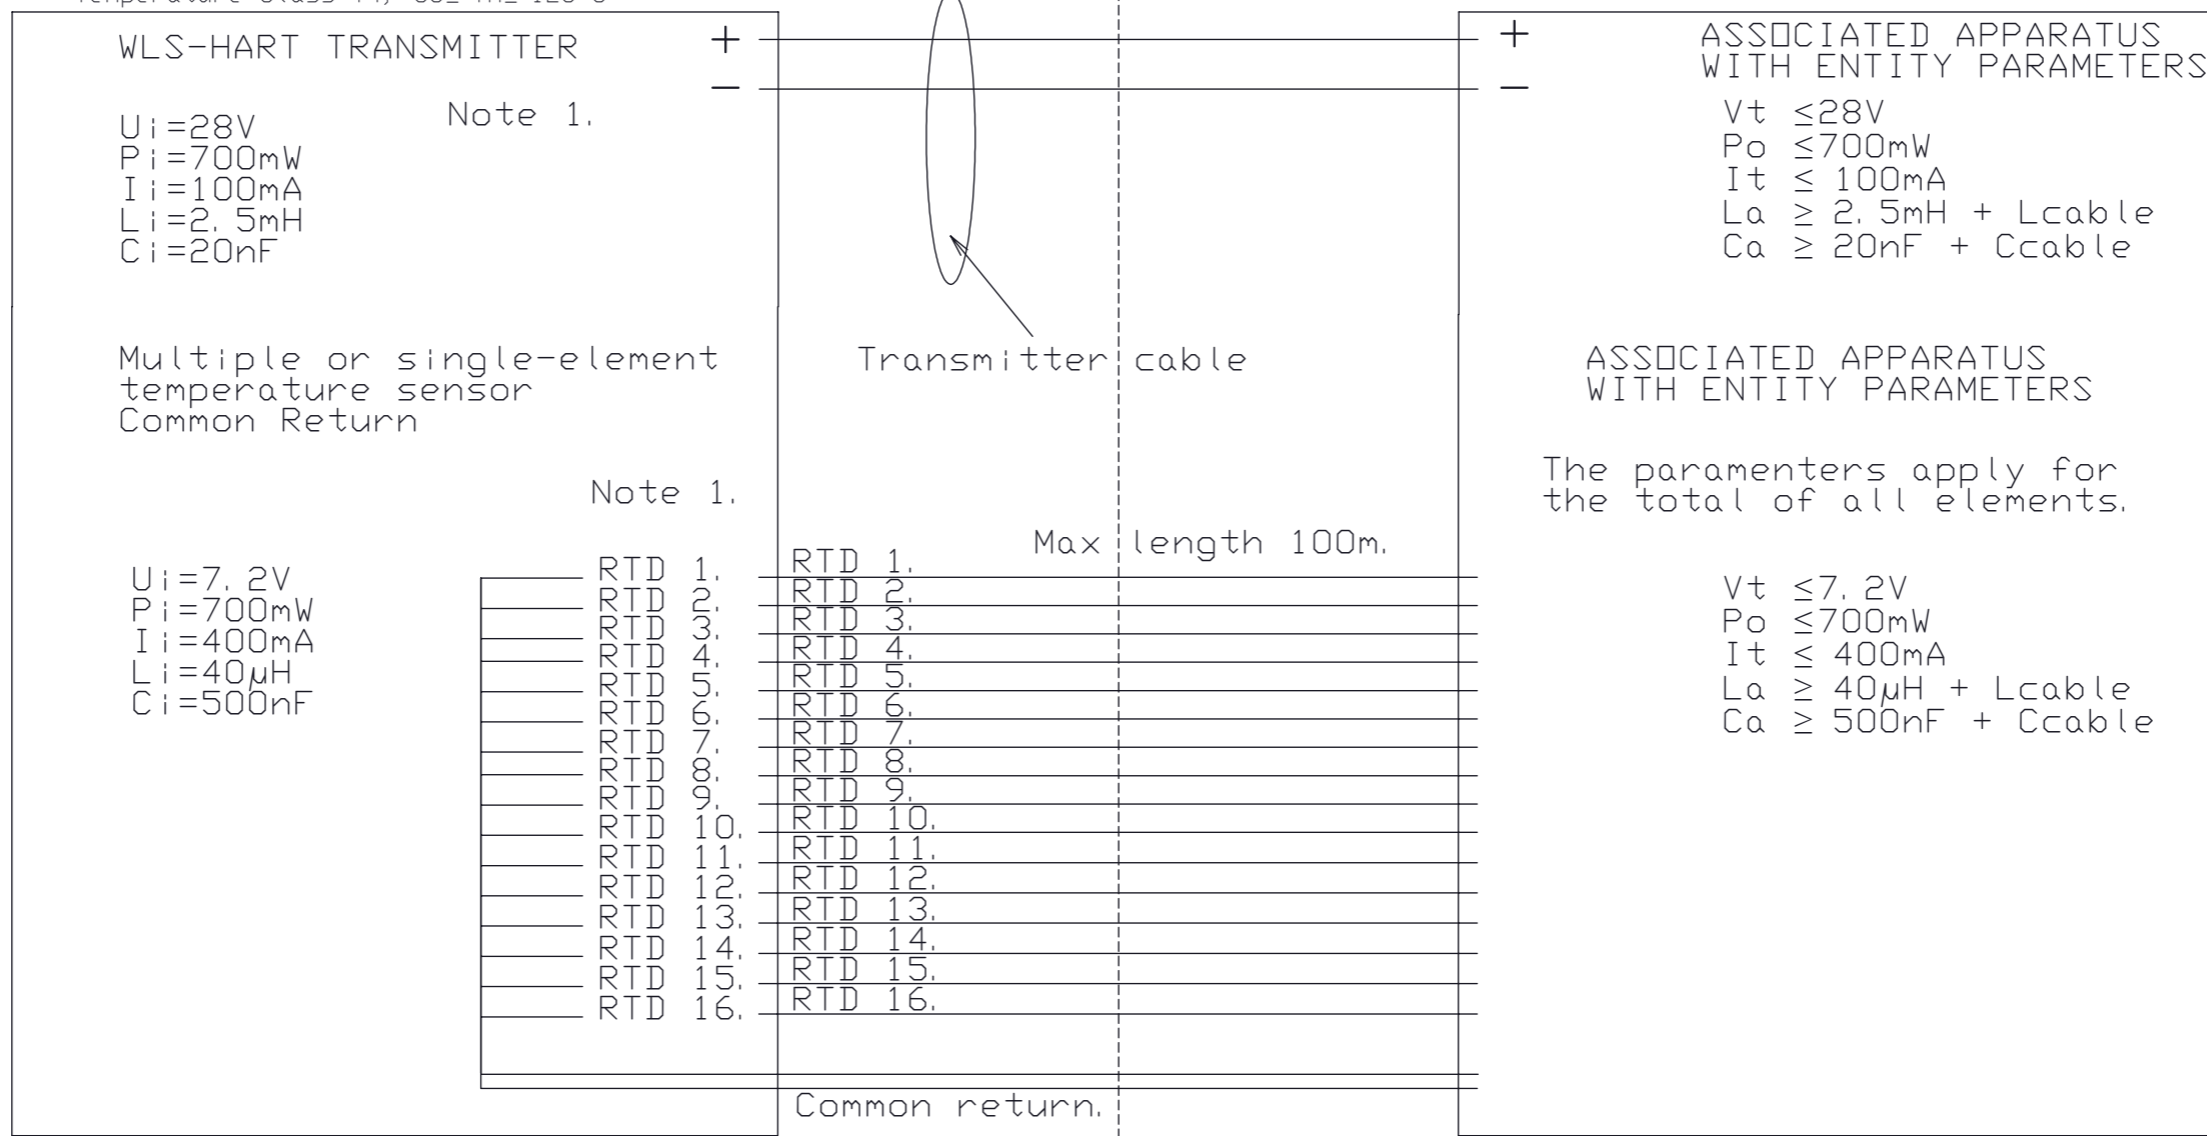 WLS-HART TRANSMITTER
+
-
Note 1.
Ui=28V
Pi=700mW
Ii=100mA
Li=2.5mH
Ci=20nF
Multiple or single-element
temperature sensor
Common Return
Note 1.
Ui=7.2V
Pi=700mW
Ii=400mA
Li=40µH
Ci=500nF
RTD 1.
RTD 2.
RTD 3.
RTD 4.
RTD 5.
RTD 6.
RTD 7.
RTD 8.
RTD 9.
RTD 10.
RTD 11.
RTD 12.
RTD 13.
RTD 14.
RTD 15.
RTD 16.
Transmitter cable
Max length 100m.
RTD 1.
RTD 2.
RTD 3.
RTD 4.
RTD 5.
RTD 6.
RTD 7.
RTD 8.
RTD 9.
RTD 10.
RTD 11.
RTD 12.
RTD 13.
RTD 14.
RTD 15.
RTD 16.
Common return.
+
-
ASSOCIATED APPARATUS
WITH ENTITY PARAMETERS
Vt ≤28V
Po ≤700mW
It ≤ 100mA
La ≥ 2.5mH + Lcable
Ca ≥ 20nF + Ccable
ASSOCIATED APPARATUS
WITH ENTITY PARAMETERS
The paramenters apply for
the total of all elements.
Vt ≤7.2V
Po ≤700mW
It ≤ 400mA
La ≥ 40µH + Lcable
Ca ≥ 500nF + Ccable